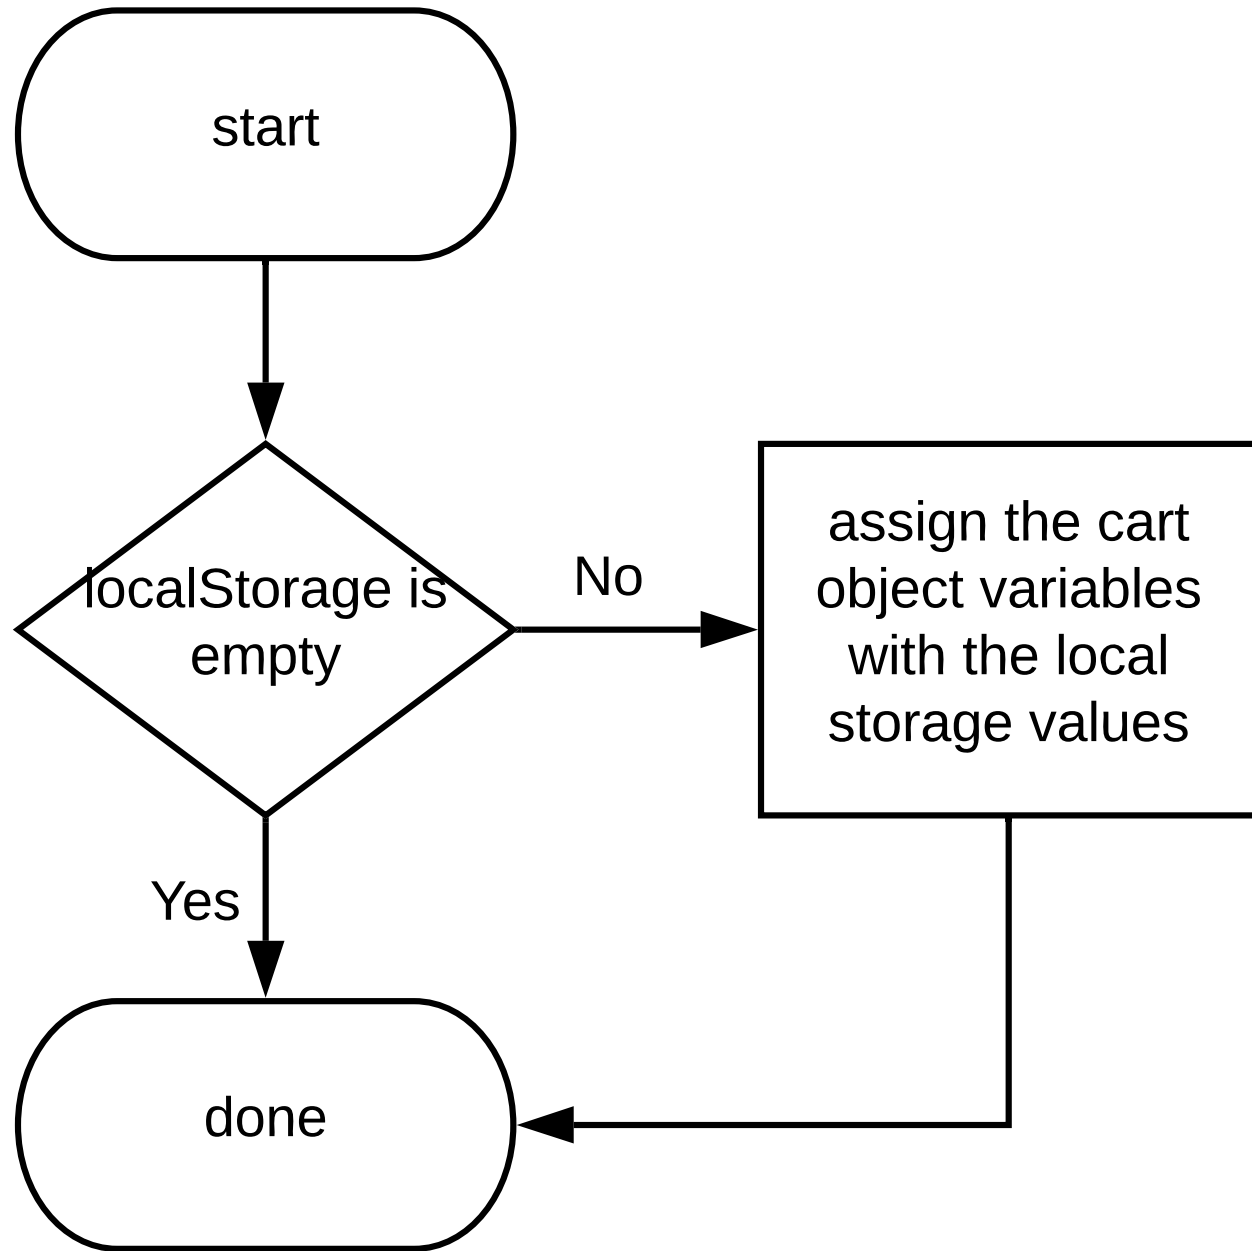 start
localStorage is
empty
No
assign the cart
object variables
with the local
storage values
Yes
done